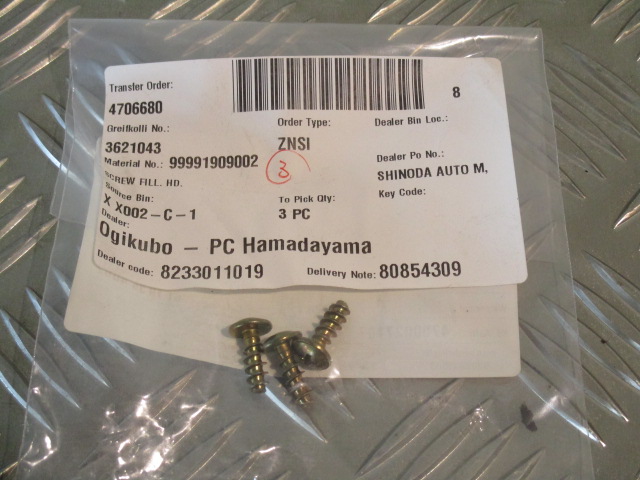 Transfer Order:
4706680
8
Greifkolli No.:
Order Type:
Dealer Bin Loc.:
3621043
ZNSI
Material No.: 99991909002
3
Dealer Po No.:
SCREW FILL. HD.
SHINODA AUTO M,
Source Bin:
To Pick Qty:
Key Code:
X X002-C-1
3 PC
Dealer:
Ogikubo - PC Hamadayama
Dealer code: 8233011019
Delivery Note: 80854309